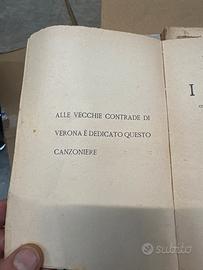 ALLE VECCHIE CONTRADE DI
VERONA È DEDICATO QUESTO
CANZONIERE
I
subito